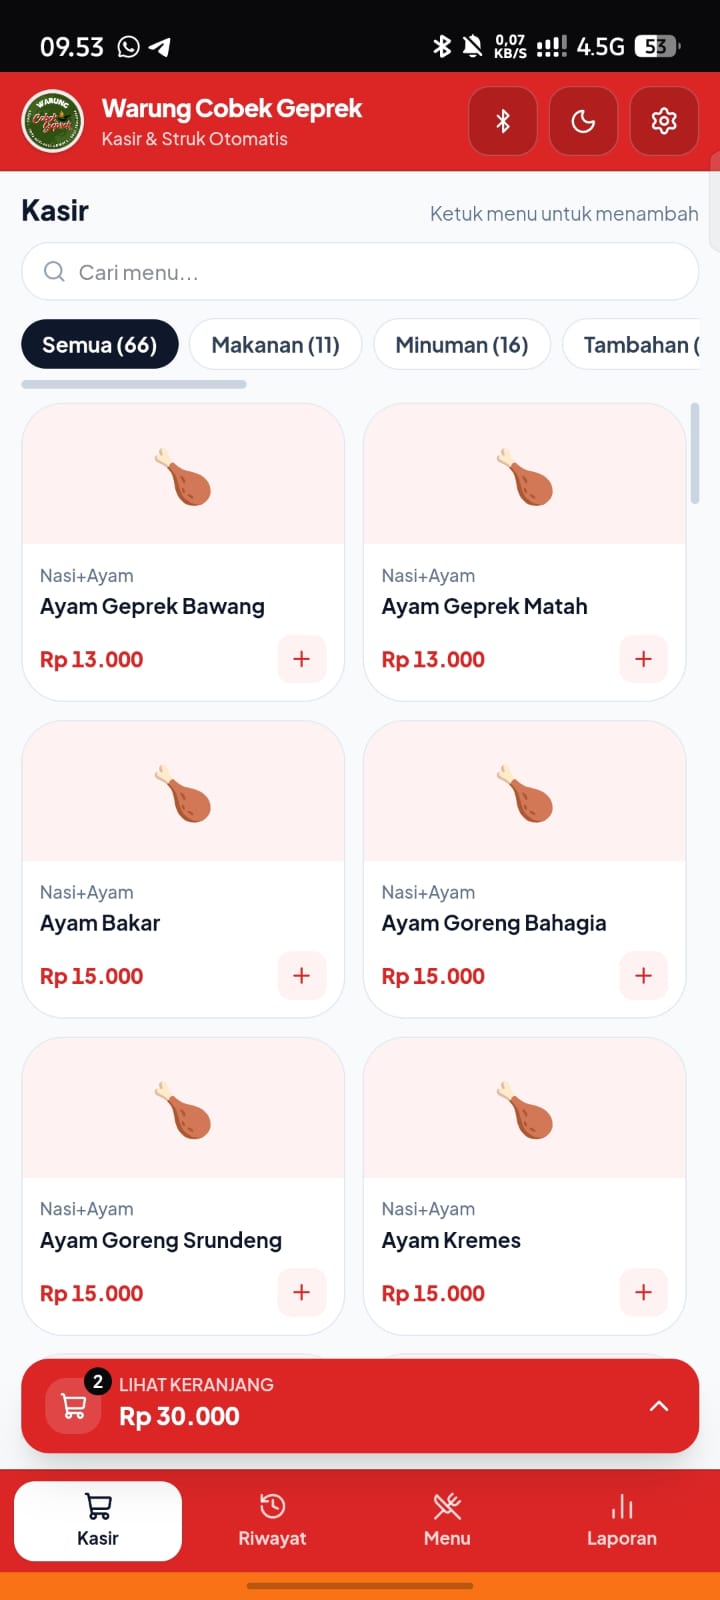 09.53
0,07
KB/S
4.5G
53
WARUNG
Cobek
Geprek
Warung Cobek Geprek
Kasir & Struk Otomatis
Kasir
Ketuk menu untuk menambah
Cari menu...
Semua (66)
Makanan (11)
Minuman (16)
Tambahan (
Nasi+Ayam
Ayam Geprek Bawang
Rp 13.000
+
Nasi+Ayam
Ayam Geprek Matah
Rp 13.000
+
Nasi+Ayam
Ayam Bakar
Rp 15.000
+
Nasi+Ayam
Ayam Goreng Bahagia
Rp 15.000
+
Nasi+Ayam
Ayam Goreng Srundeng
Rp 15.000
+
Nasi+Ayam
Ayam Kremes
Rp 15.000
+
2
LIHAT KERANJANG
Rp 30.000
Kasir
Riwayat
Menu
Laporan